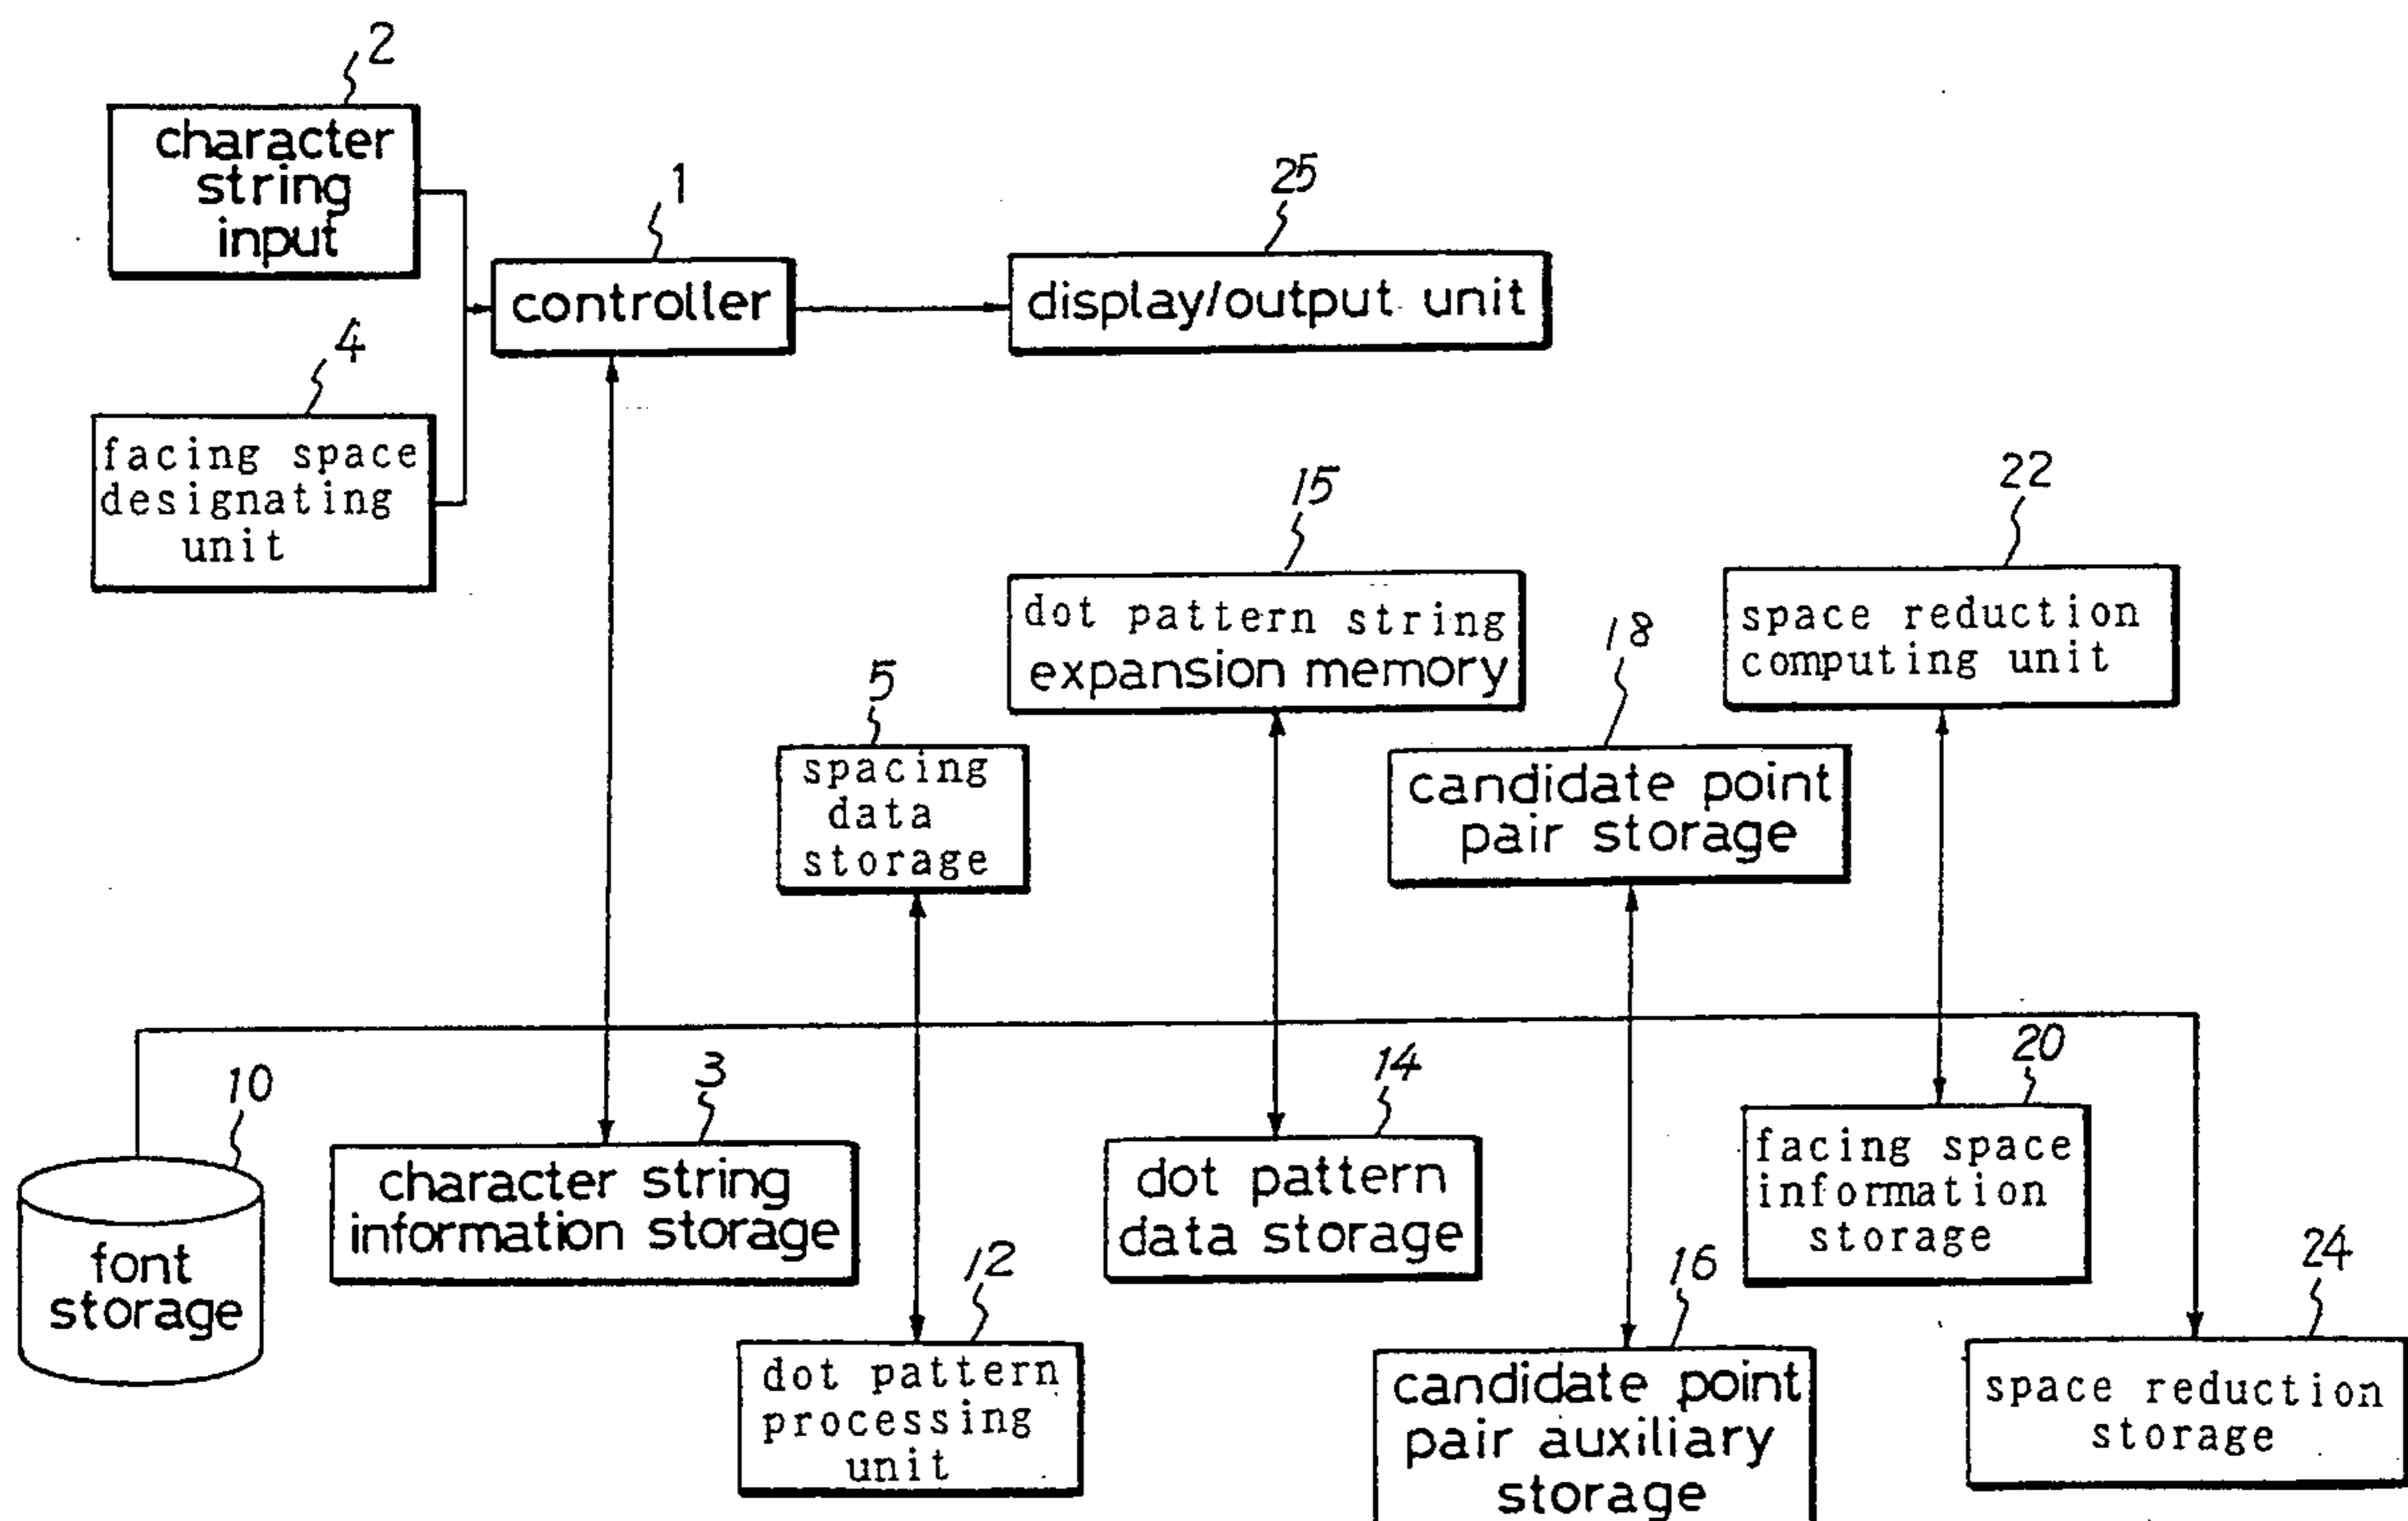 2
character
string
input
1
controller
25
display/output unit
4
facing space
designating
unit
15
dot pattern string
expansion memory
22
space reduction
computing unit
5
spacing
data
storage
18
candidate point
pair storage
10
font
storage
3
character string
information storage
14
dot pattern
data storage
20
facing space
information
storage
12
dot pattern
processing
unit
16
candidate point
pair auxiliary
storage
24
space reduction
storage